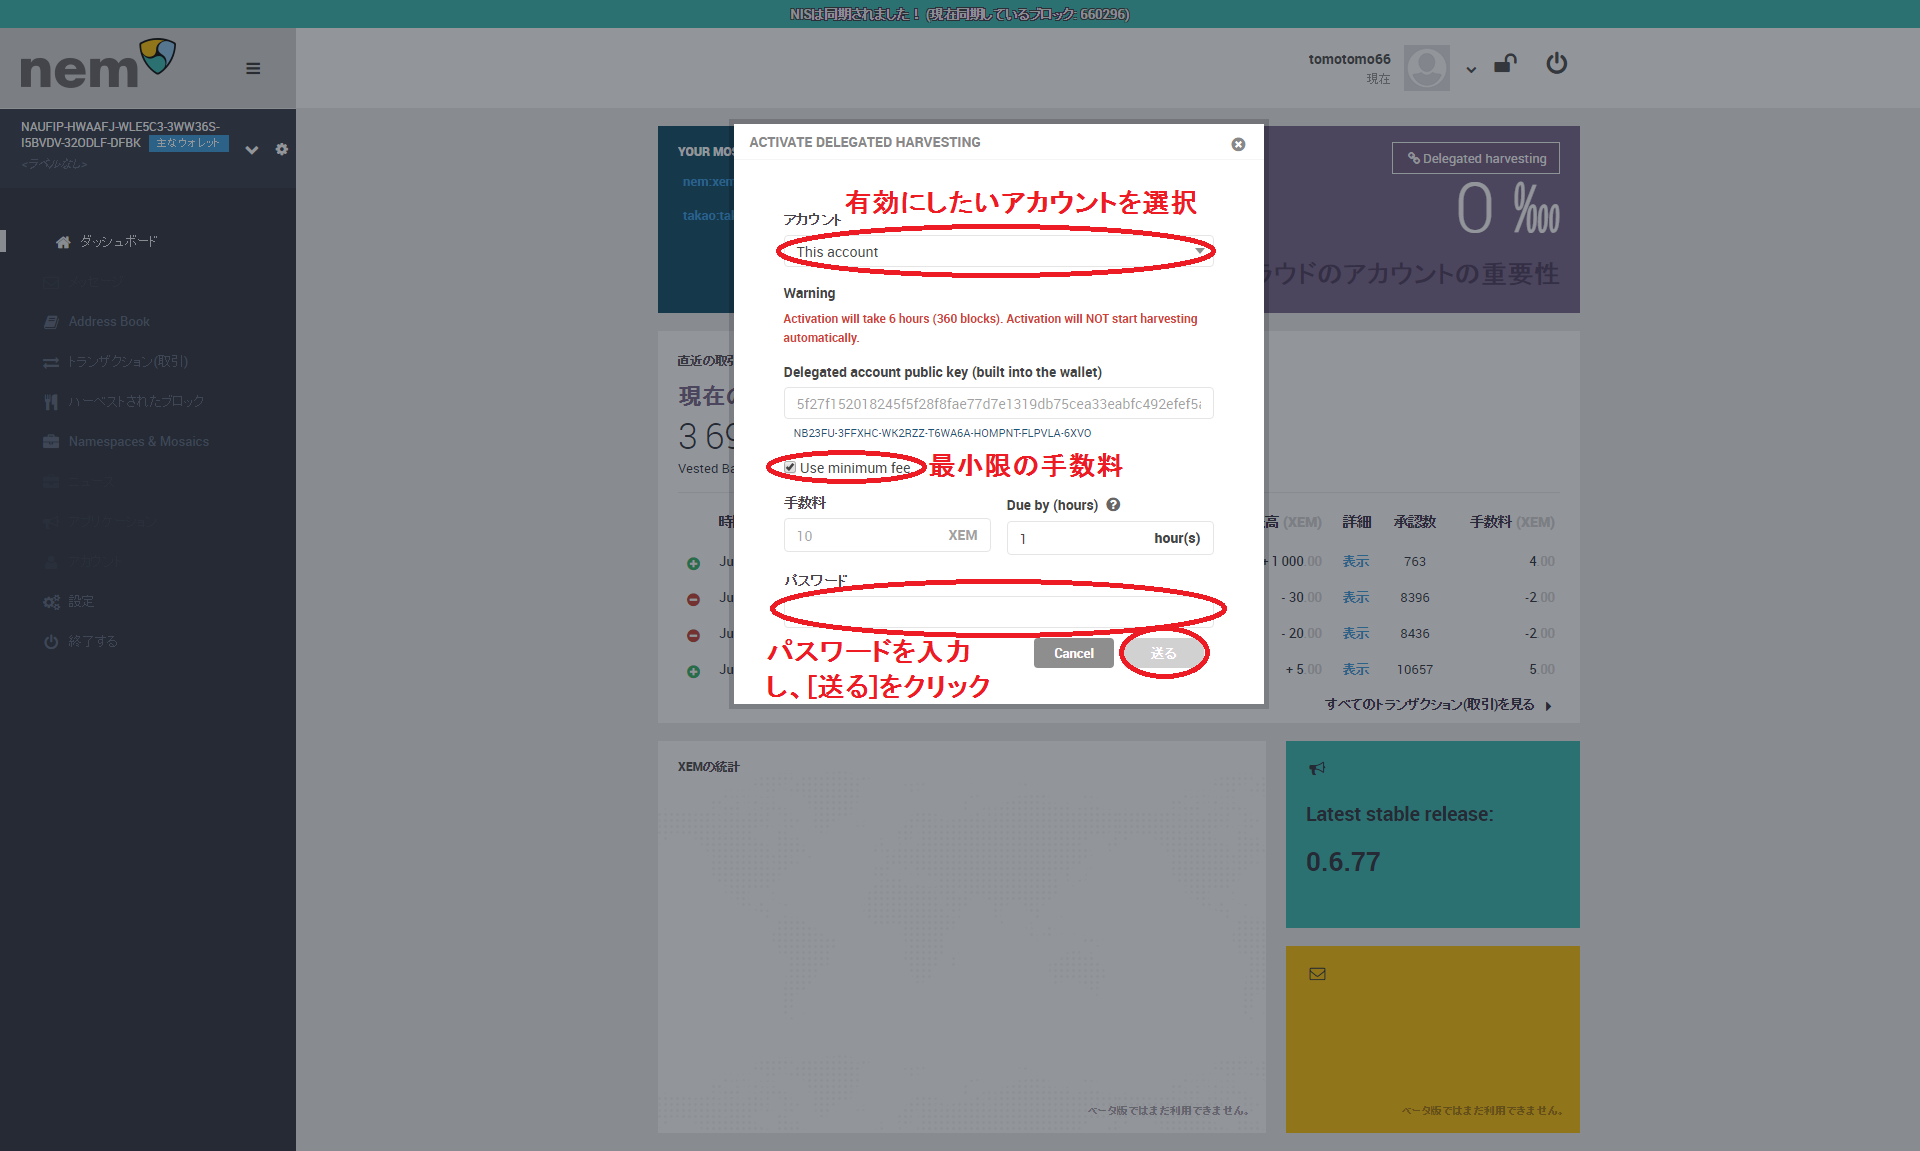 NISは同期されました！ (現在同期しているブロック: 660296)
nem
tomotomo66
現在
NAUFIP-HWAAFJ-WLE5C3-3WW36S-
I5BVDV-32ODLF-DFBK 主なウォレット
<ラベルなし>
ダッシュボード
Address Book
トランザクション(取引)
ハーベストされたブロック
Namespaces & Mosaics
設定
終了する
YOUR MOS
nem:xem
takao:tak
Delegated harvesting
0 ‱
ラウドのアカウントの重要性
ACTIVATE DELEGATED HARVESTING
有効にしたいアカウントを選択
アカウント
This account
Warning
Activation will take 6 hours (360 blocks). Activation will NOT start harvesting
automatically.
Delegated account public key (built into the wallet)
5f27f152018245f5f28f8fae77d7e1319db75cea33eabfc492efef5a
NB23FU-3FFXHC-WK2RZZ-T6WA6A-HOMPNT-FLPVLA-6XVO
Use minimum fee
最小限の手数料
手数料
Due by (hours)
10 XEM
1 hour(s)
パスワード
パスワードを入力
し、[送る]をクリック
Cancel
送る
直近の取引
現在の
3 69
Vested Ba
時
高 (XEM) 詳細 承認数 手数料 (XEM)
Ju + 1 000.00 表示 763 4.00
Ju - 30.00 表示 8396 -2.00
Ju - 20.00 表示 8436 -2.00
Ju + 5.00 表示 10657 5.00
すべてのトランザクション(取引)を見る
XEMの統計
ベータ版ではまだ利用できません。
Latest stable release:
0.6.77
ベータ版ではまだ利用できません。